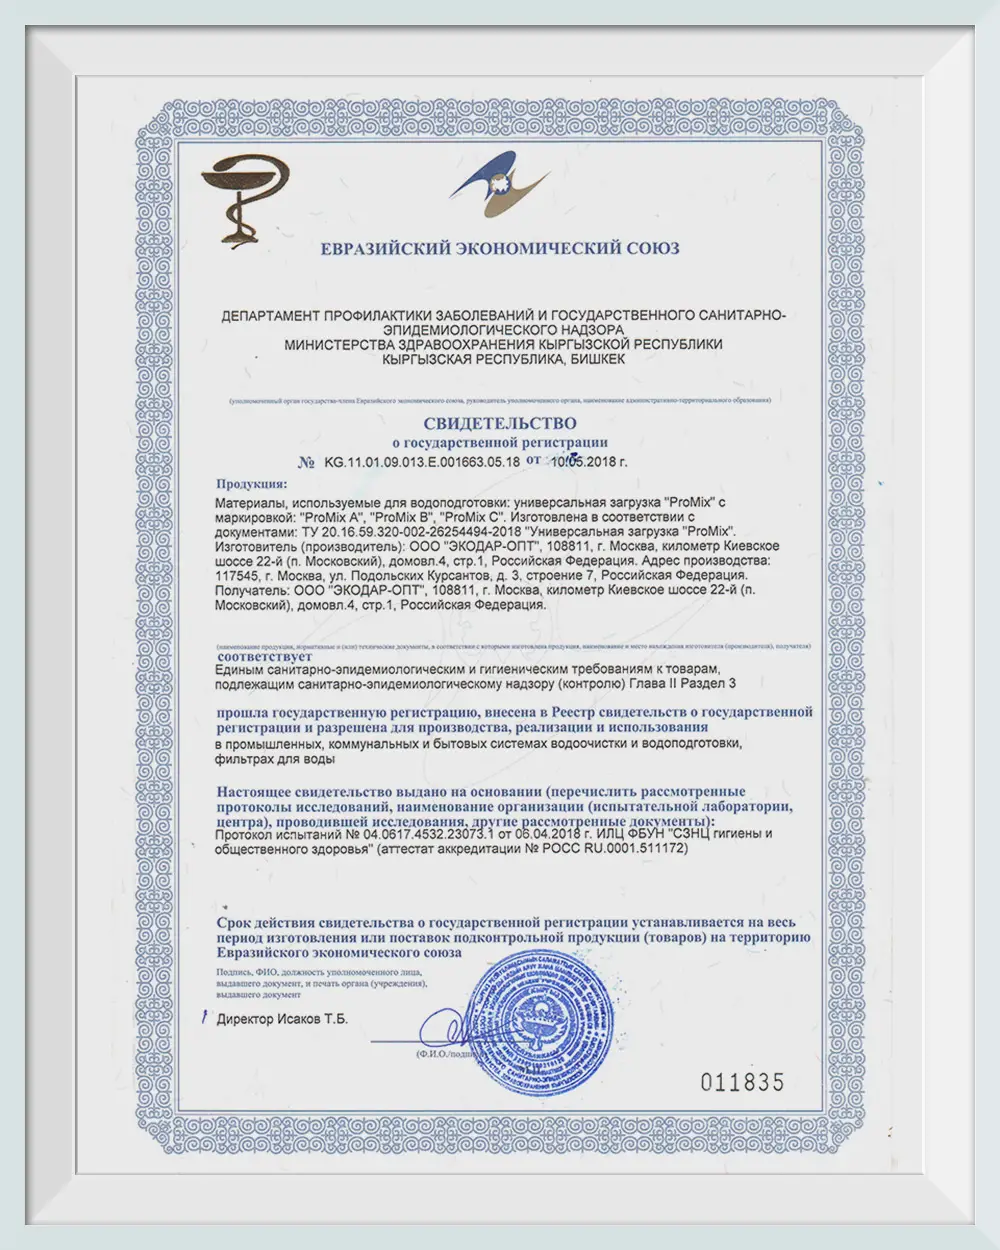 ЕВРАЗИЙСКИЙ ЭКОНОМИЧЕСКИЙ СОЮЗ
ДЕПАРТАМЕНТ ПРОФИЛАКТИКИ ЗАБОЛЕВАНИЙ И ГОСУДАРСТВЕННОГО САНИТАРНО-
ЭПИДЕМИОЛОГИЧЕСКОГО НАДЗОРА
МИНИСТЕРСТВА ЗДРАВООХРАНЕНИЯ КЫРГЫЗСКОЙ РЕСПУБЛИКИ
КЫРГЫЗСКАЯ РЕСПУБЛИКА, БИШКЕК
(уполномоченный орган государства-члена Евразийского экономического союза, руководитель уполномоченного органа, наименование административно-территориального образования)
СВИДЕТЕЛЬСТВО
о государственной регистрации
№ KG.11.01.09.013.E.001663.05.18 от 10.05.2018 г.
Продукция:
Материалы, используемые для водоподготовки: универсальная загрузка "ProMix" с
маркировкой: "ProMix A", "ProMix B", "ProMix C". Изготовлена в соответствии с
документами: ТУ 20.16.59.320-002-26254494-2018 "Универсальная загрузка "ProMix".
Изготовитель (производитель): ООО "ЭКОДАР-ОПТ", 108811, г. Москва, километр Киевское
шоссе 22-й (п. Московский), домовл.4, стр.1, Российская Федерация. Адрес производства:
117545, г. Москва, ул. Подольских Курсантов, д. 3, строение 7, Российская Федерация.
Получатель: ООО "ЭКОДАР-ОПТ", 108811, г. Москва, километр Киевское шоссе 22-й (п.
Московский), домовл.4, стр.1, Российская Федерация.
(наименование продукции, нормативные и (или) технические документы, в соответствии с которыми изготовлена продукция, наименование и место нахождения изготовителя (производителя), получателя)
соответствует
Единым санитарно-эпидемиологическим и гигиеническим требованиям к товарам,
подлежащим санитарно-эпидемиологическому надзору (контролю) Глава II Раздел 3
прошла государственную регистрацию, внесена в Реестр свидетельств о государственной
регистрации и разрешена для производства, реализации и использования
в промышленных, коммунальных и бытовых системах водоочистки и водоподготовки,
фильтрах для воды
Настоящее свидетельство выдано на основании (перечислить рассмотренные
протоколы исследований, наименование организации (испытательной лаборатории,
центра), проводившей исследования, другие рассмотренные документы):
Протокол испытаний № 04.0617.4532.23073.1 от 06.04.2018 г. ИЛЦ ФБУН "СЗНЦ гигиены и
общественного здоровья" (аттестат аккредитации № РОСС RU.0001.511172)
Срок действия свидетельства о государственной регистрации устанавливается на весь
период изготовления или поставок подконтрольной продукции (товаров) на территорию
Евразийского экономического союза
Подпись, ФИО, должность уполномоченного лица,
выдавшего документ, и печать органа (учреждения),
выдавшего документ
Директор Исаков Т.Б.
(Ф.И.О./подпись
011835